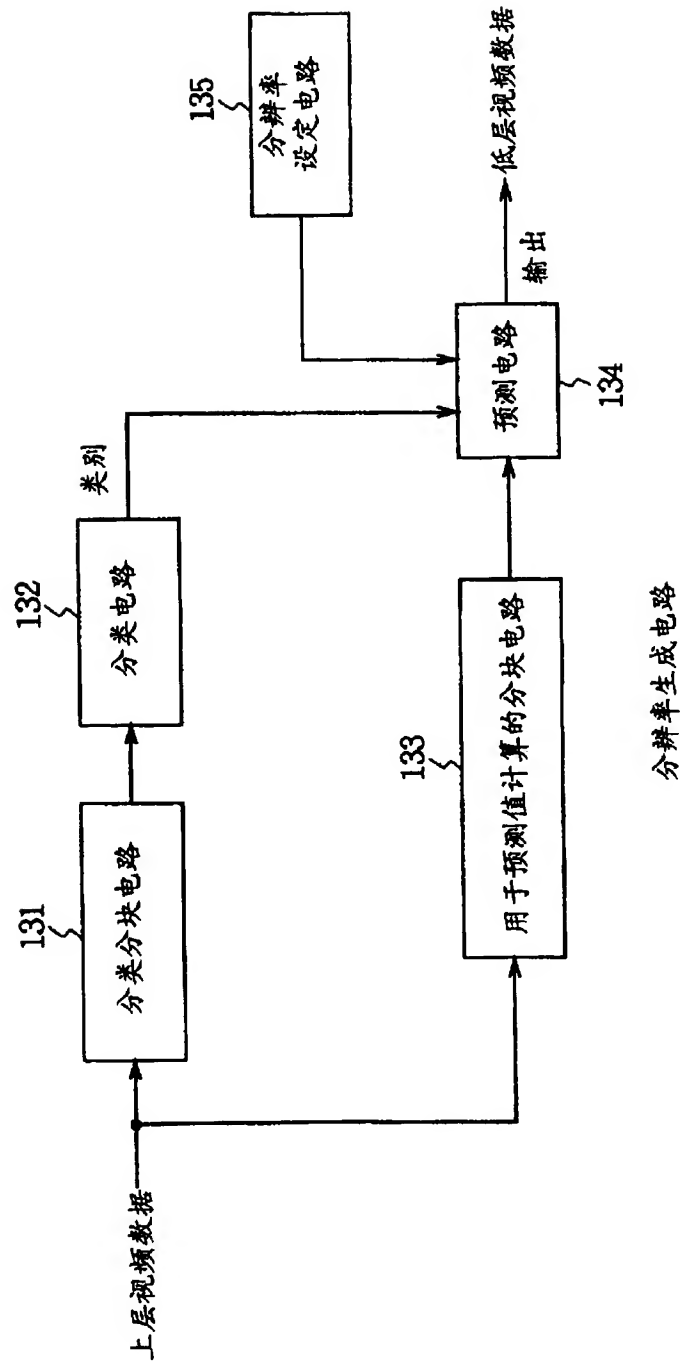 上层视频数据
131
分类分块电路
132
分类电路
类别
133
用于预测值计算的分块电路
135
分辨率
设定电路
预测电路
134
输出
低层视频数据
分辨率生成电路